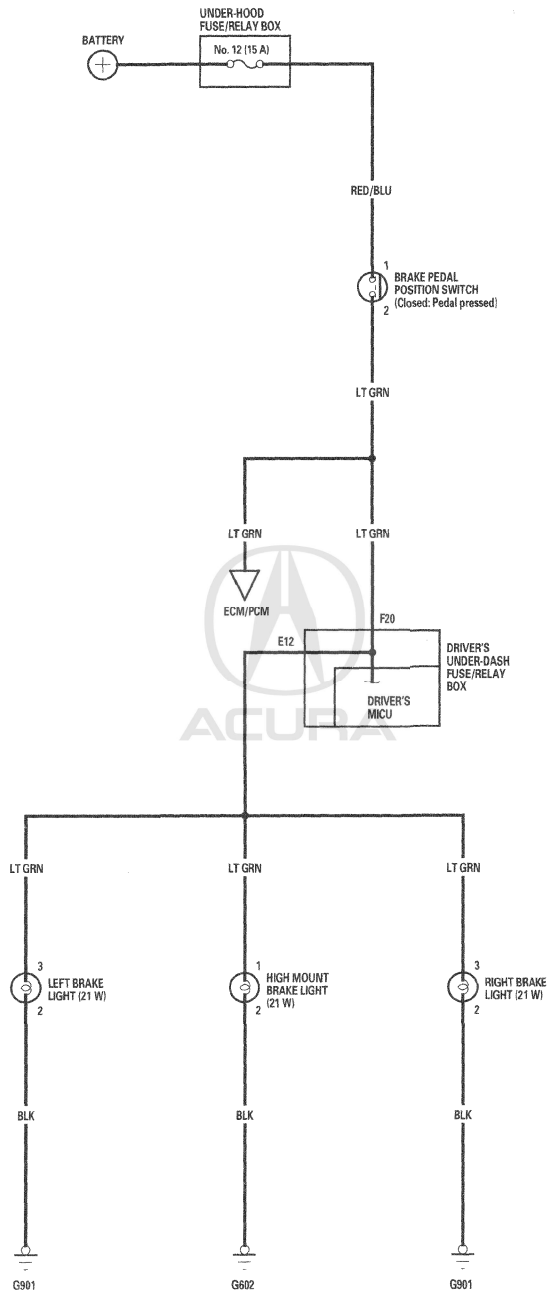 UNDER-HOOD
FUSE/RELAY BOX
BATTERY
No. 12 (15 A)
RED/BLU
1
BRAKE PEDAL
POSITION SWITCH
(Closed: Pedal pressed)
2
LT GRN
LT GRN
LT GRN
ECM/PCM
F20
E12
DRIVER'S
UNDER-DASH
FUSE/RELAY
BOX
DRIVER'S
MICU
ACURA
LT GRN
LT GRN
LT GRN
3
LEFT BRAKE
LIGHT (21 W)
2
1
HIGH MOUNT
BRAKE LIGHT
(21 W)
2
3
RIGHT BRAKE
LIGHT (21 W)
2
BLK
BLK
BLK
G901
G602
G901